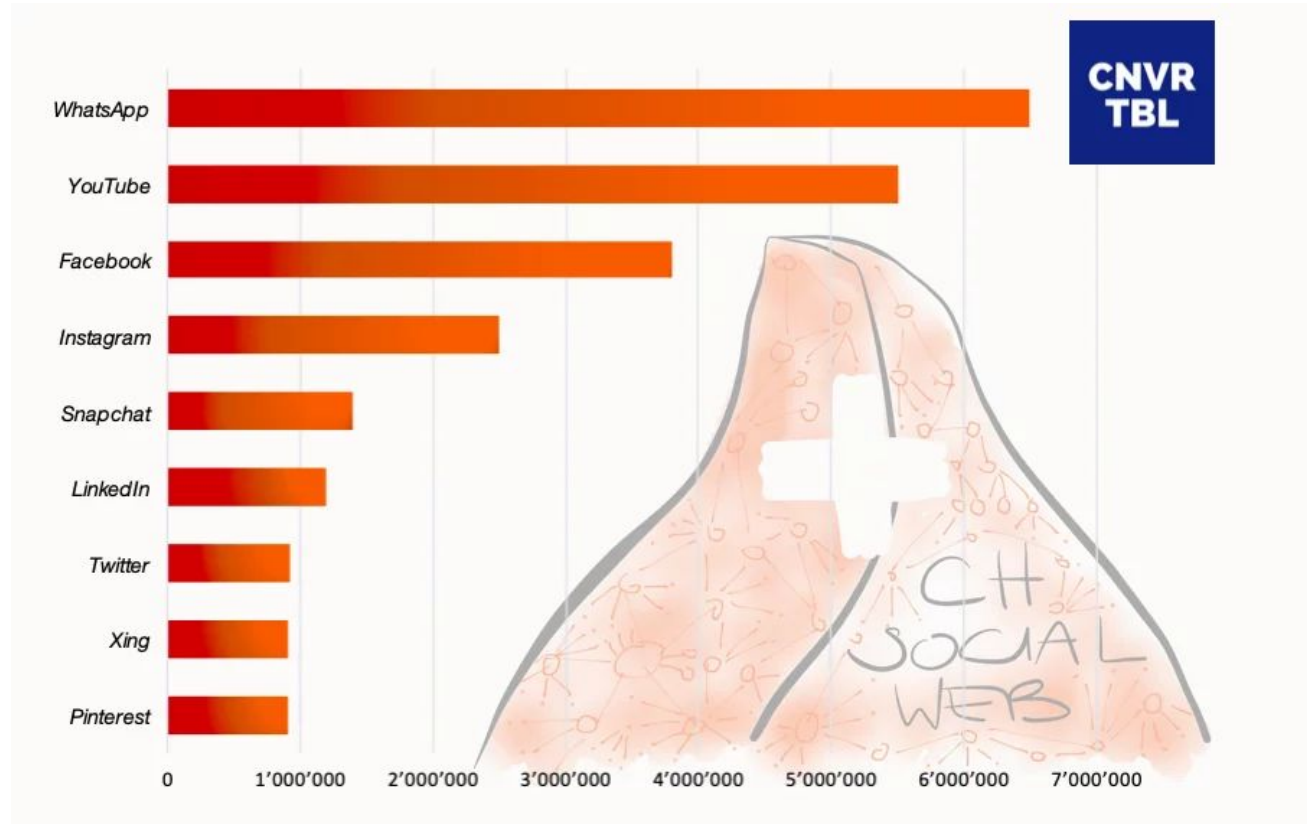 CNVR
TBL
WhatsApp
YouTube
Facebook
Instagram
Snapchat
LinkedIn
Twitter
Xing
Pinterest
CH
SOCIAL
WEB
0
1’000’000
2’000’000
3’000’000
4’000’000
5’000’000
6’000’000
7’000’000